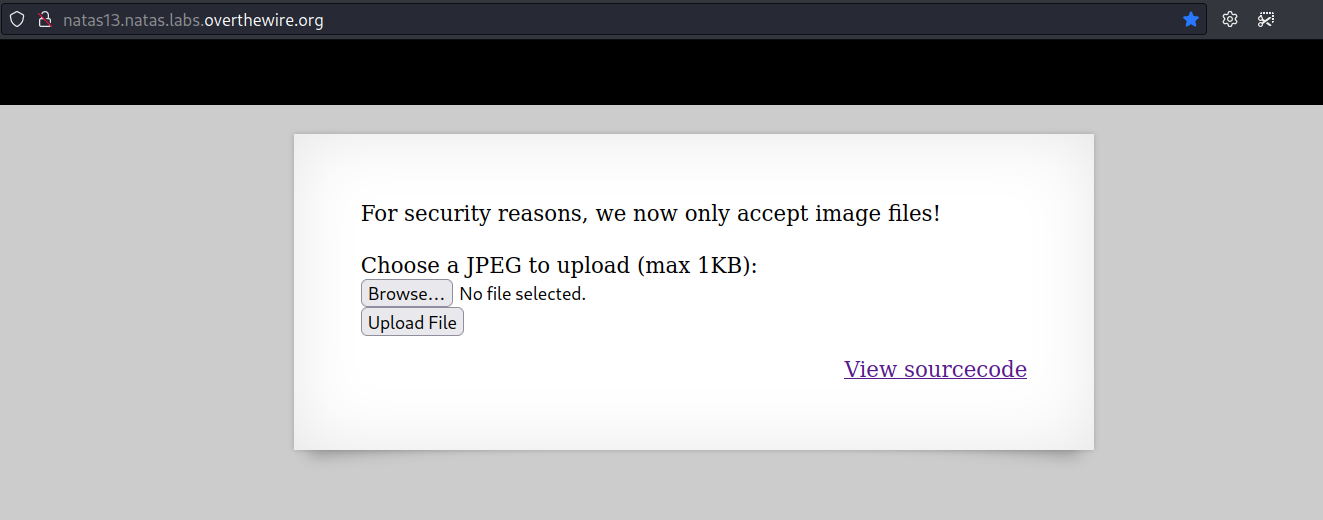 natas13.natas.labs.overthewire.org
For security reasons, we now only accept image files!
Choose a JPEG to upload (max 1KB):
Browse... No file selected.
Upload File
View sourcecode